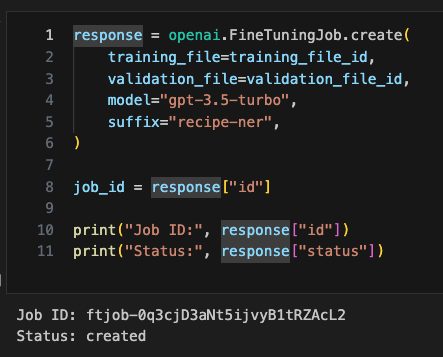 1 response = openai.FineTuningJob.create(
2     training_file=training_file_id,
3     validation_file=validation_file_id,
4     model="gpt-3.5-turbo",
5     suffix="recipe-ner",
6 )
7
8 job_id = response["id"]
9
10 print("Job ID:", response["id"])
11 print("Status:", response["status"])
Job ID: ftjob-0q3cjD3aNt5ijvyB1tRZAcL2
Status: created